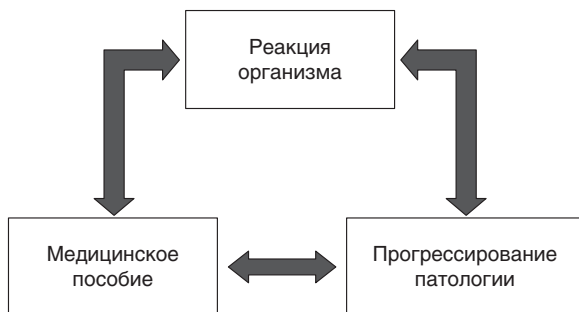 Реакция
организма
Медицинское
пособие
Прогрессирование
патологии